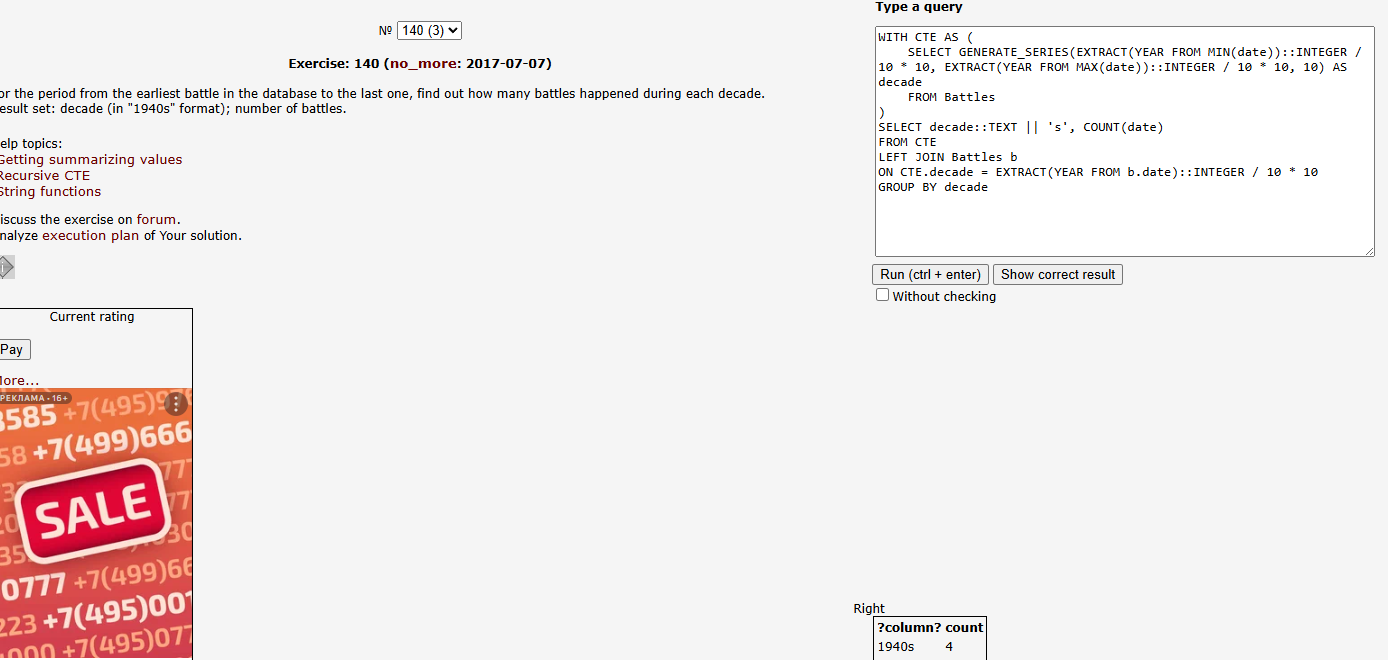 № 140 (3)
Exercise: 140 (no_more: 2017-07-07)
or the period from the earliest battle in the database to the last one, find out how many battles happened during each decade.
esult set: decade (in "1940s" format); number of battles.
elp topics:
Getting summarizing values
Recursive CTE
String functions
iscuss the exercise on forum.
nalyze execution plan of Your solution.
Current rating
Pay
More...
РЕКЛАМА • 16+
8585 +7(495)976
58 +7(499)666
777
SALE
0777 +7(499)66
223 +7(495)001
000 +7(495)077
Type a query
WITH CTE AS (
SELECT GENERATE_SERIES(EXTRACT(YEAR FROM MIN(date))::INTEGER /
10 * 10, EXTRACT(YEAR FROM MAX(date))::INTEGER / 10 * 10, 10) AS
decade
FROM Battles
)
SELECT decade::TEXT || 's', COUNT(date)
FROM CTE
LEFT JOIN Battles b
ON CTE.decade = EXTRACT(YEAR FROM b.date)::INTEGER / 10 * 10
GROUP BY decade
Run (ctrl + enter) Show correct result
Without checking
Right
?column? count
1940s 4